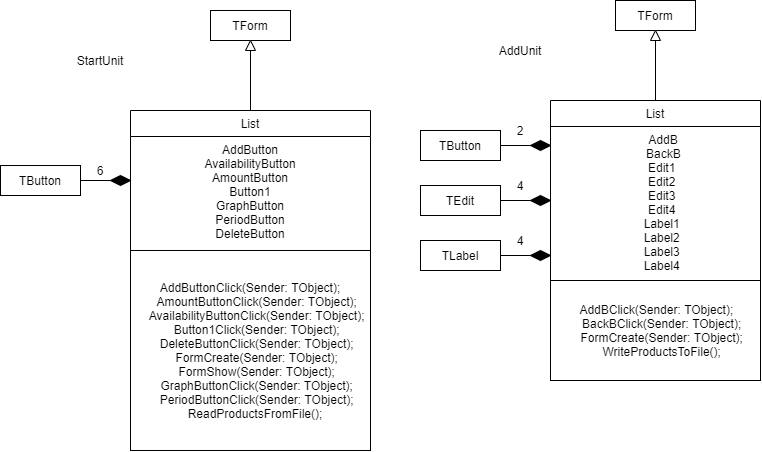 TForm
StartUnit
List
AddButton
AvailabilityButton
AmountButton
Button1
GraphButton
PeriodButton
DeleteButton
TButton
6
AddButtonClick(Sender: TObject);
AmountButtonClick(Sender: TObject);
AvailabilityButtonClick(Sender: TObject);
Button1Click(Sender: TObject);
DeleteButtonClick(Sender: TObject);
FormCreate(Sender: TObject);
FormShow(Sender: TObject);
GraphButtonClick(Sender: TObject);
PeriodButtonClick(Sender: TObject);
ReadProductsFromFile();
TForm
AddUnit
List
TButton
2
TEdit
4
TLabel
4
AddB
BackB
Edit1
Edit2
Edit3
Edit4
Label1
Label2
Label3
Label4
AddBClick(Sender: TObject);
BackBClick(Sender: TObject);
FormCreate(Sender: TObject);
WriteProductsToFile();